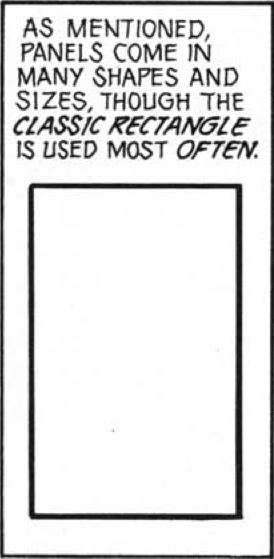 AS MENTIONED,
PANELS COME IN
MANY SHAPES AND
SIZES, THOUGH THE
CLASSIC RECTANGLE
IS USED MOST OFTEN.